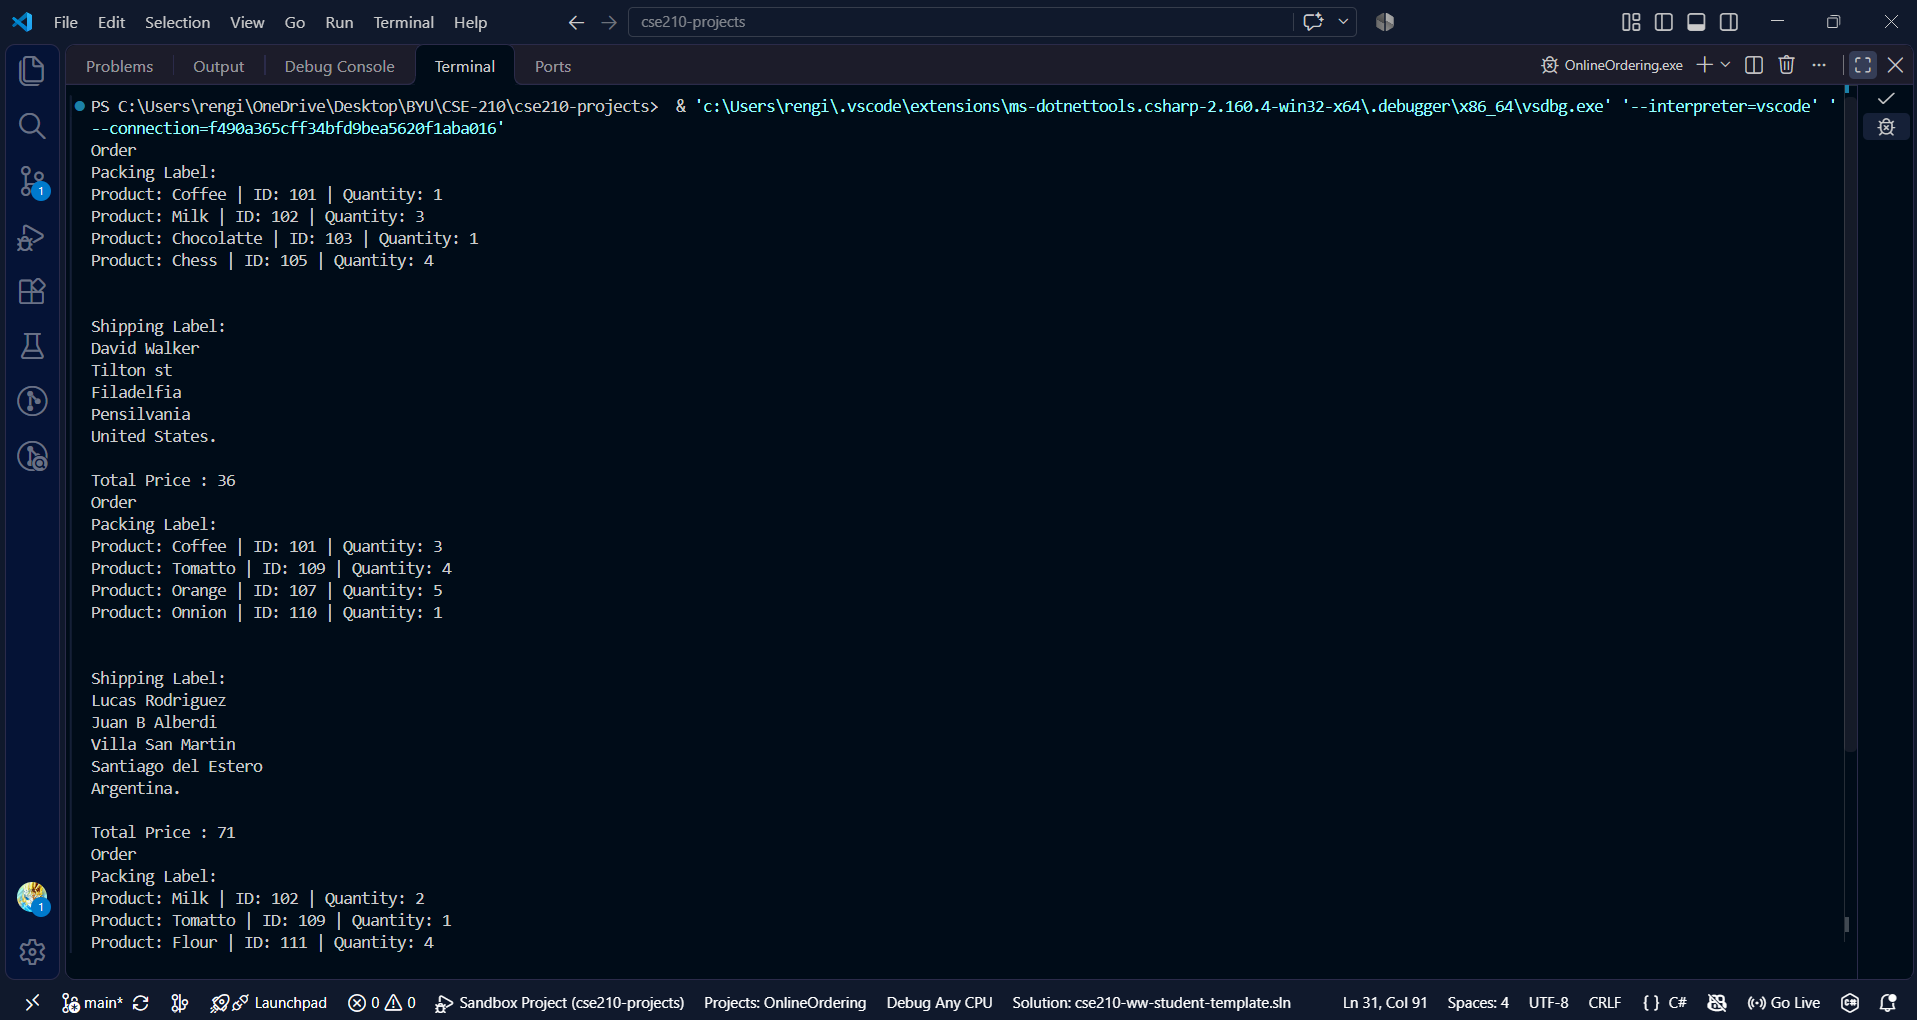 File Edit Selection View Go Run Terminal Help
cse210-projects
Problems Output Debug Console Terminal Ports
OnlineOrdering.exe
PS C:\Users\rengi\OneDrive\Desktop\BYU\CSE-210\cse210-projects>  & 'c:\Users\rengi\.vscode\extensions\ms-dotnettools.csharp-2.160.4-win32-x64\.debugger\x86_64\vsdbg.exe' '--interpreter=vscode' '
--connection=f490a365cff34bfd9bea5620f1aba016'
Order
Packing Label:
Product: Coffee | ID: 101 | Quantity: 1
Product: Milk | ID: 102 | Quantity: 3
Product: Chocolatte | ID: 103 | Quantity: 1
Product: Chess | ID: 105 | Quantity: 4
Shipping Label:
David Walker
Tilton st
Filadelfia
Pensilvania
United States.
Total Price : 36
Order
Packing Label:
Product: Coffee | ID: 101 | Quantity: 3
Product: Tomatto | ID: 109 | Quantity: 4
Product: Orange | ID: 107 | Quantity: 5
Product: Onnion | ID: 110 | Quantity: 1
Shipping Label:
Lucas Rodriguez
Juan B Alberdi
Villa San Martin
Santiago del Estero
Argentina.
Total Price : 71
Order
Packing Label:
Product: Milk | ID: 102 | Quantity: 2
Product: Tomatto | ID: 109 | Quantity: 1
Product: Flour | ID: 111 | Quantity: 4
1
1
main* Launchpad 0 0 Sandbox Project (cse210-projects) Projects: OnlineOrdering Debug Any CPU Solution: cse210-ww-student-template.sln Ln 31, Col 91 Spaces: 4 UTF-8 CRLF { } C# Go Live